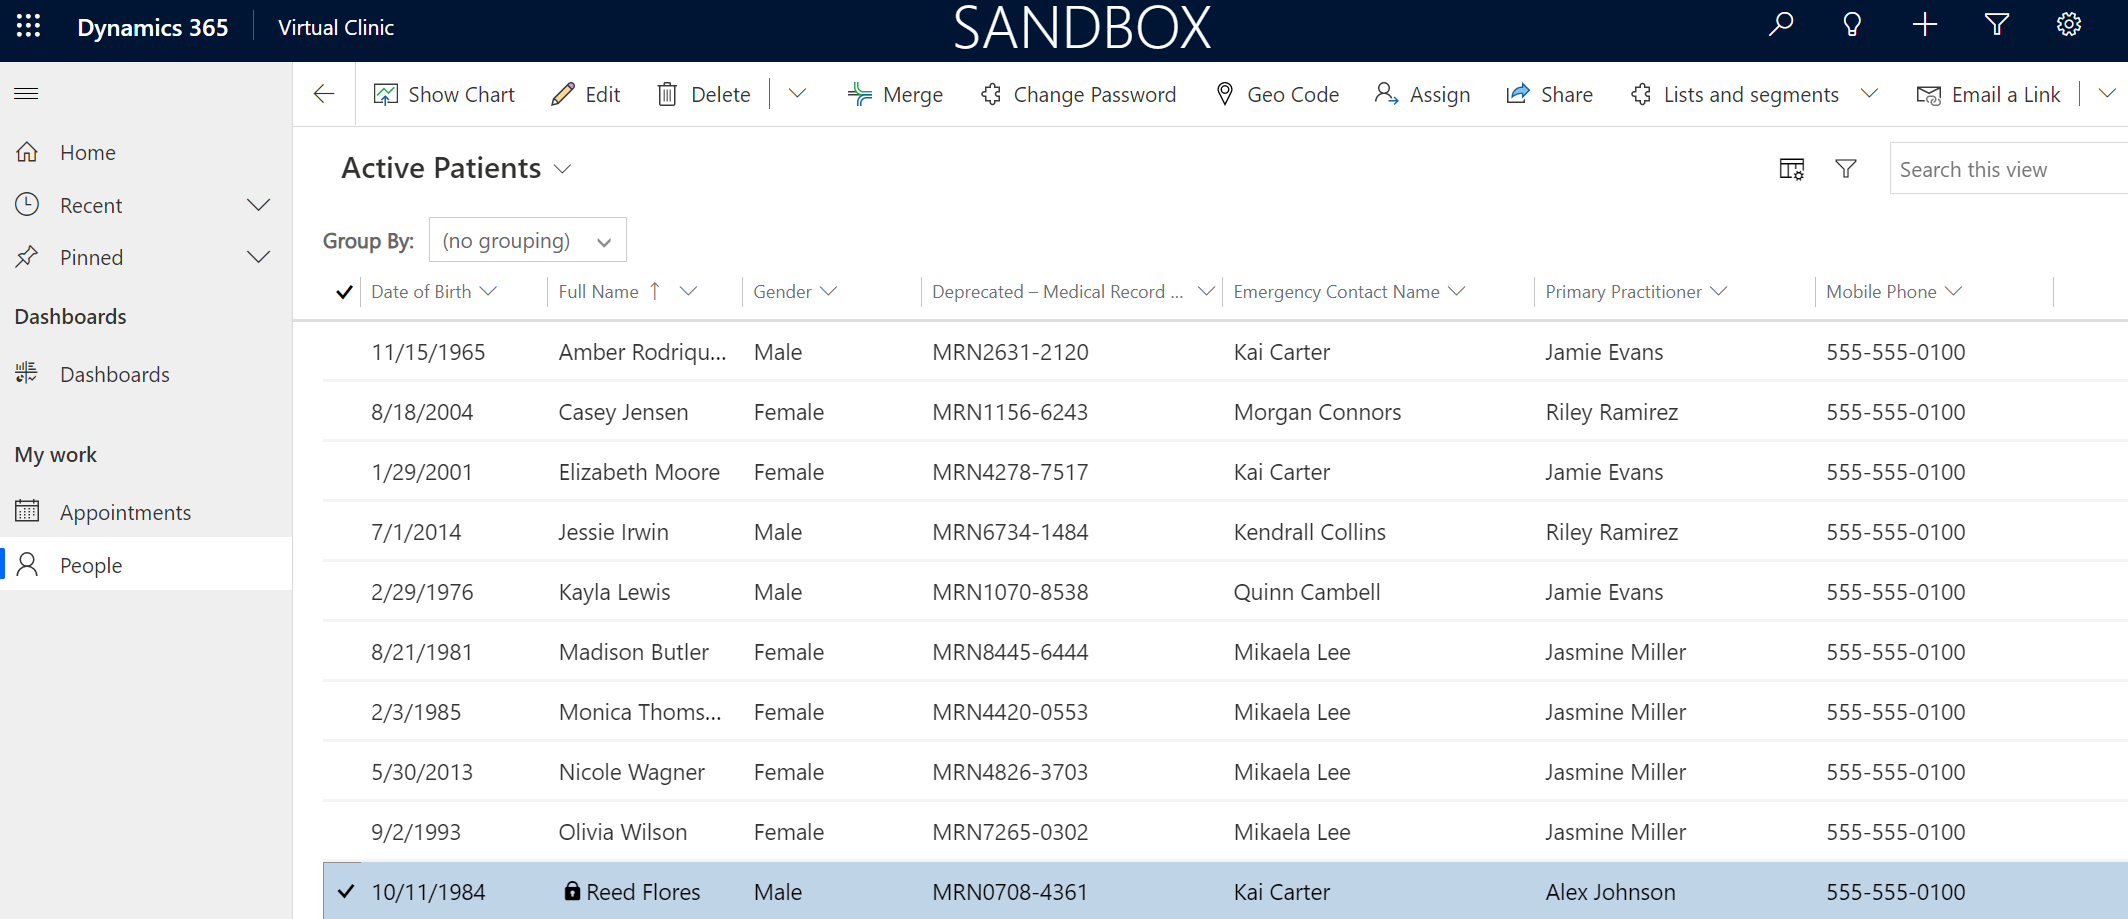 Dynamics 365 Virtual Clinic SANDBOX
Show Chart Edit Delete Merge Change Password Geo Code Assign Share Lists and segments Email a Link
Home
Recent
Pinned
Dashboards
Dashboards
My work
Appointments
People
Active Patients Search this view
Group By: (no grouping)
Date of Birth Full Name ↑ Gender Deprecated – Medical Record ... Emergency Contact Name Primary Practitioner Mobile Phone
11/15/1965 Amber Rodriqu... Male MRN2631-2120 Kai Carter Jamie Evans 555-555-0100
8/18/2004 Casey Jensen Female MRN1156-6243 Morgan Connors Riley Ramirez 555-555-0100
1/29/2001 Elizabeth Moore Female MRN4278-7517 Kai Carter Jamie Evans 555-555-0100
7/1/2014 Jessie Irwin Male MRN6734-1484 Kendrall Collins Riley Ramirez 555-555-0100
2/29/1976 Kayla Lewis Male MRN1070-8538 Quinn Cambell Jamie Evans 555-555-0100
8/21/1981 Madison Butler Female MRN8445-6444 Mikaela Lee Jasmine Miller 555-555-0100
2/3/1985 Monica Thoms... Female MRN4420-0553 Mikaela Lee Jasmine Miller 555-555-0100
5/30/2013 Nicole Wagner Female MRN4826-3703 Mikaela Lee Jasmine Miller 555-555-0100
9/2/1993 Olivia Wilson Female MRN7265-0302 Mikaela Lee Jasmine Miller 555-555-0100
10/11/1984 Reed Flores Male MRN0708-4361 Kai Carter Alex Johnson 555-555-0100